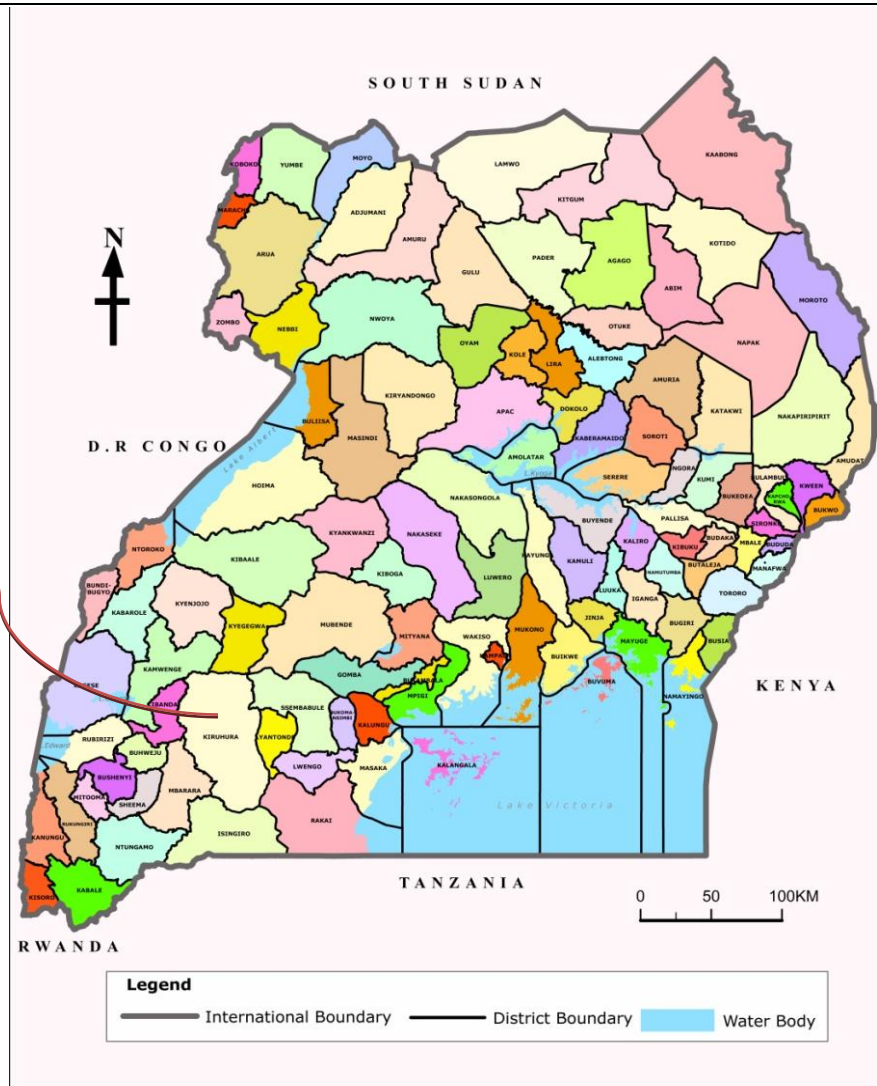 SOUTH SUDAN
KOBOKO
YUMBE
MOYO
LAMWO
KAABONG
KITGUM
ADJUMANI
N
AMURU
KOTIDO
ARUA
PADER
AGAGO
GULU
ABIM
MOROTO
ZOMBO
NEBBI
NWOYA
OTUKE
OYAM
KOLE
LIRA
ALEBTONG
NAPAK
AMURIA
KIRYANDONGO
KATAKWI
BULIISA
APAC
DOKOLO
NAKAPIRIPIRIT
MASINDI
KABERAMAIDO
SOROTI
D.R CONGO
Lake Albert
AMUDAT
AMOLATAR
L.Kyoga
SERERE
NGORA
KUMI
HOIMA
NAKASONGOLA
BUKEDEA
KWEEN
BUKWO
BUYENDE
PALLISA
KYANKWANZI
NAKASEKE
KALIRO
BUDAKA
NTOROKO
KIBUKU
MBALE
BUDUDA
KIBAALE
KAMULI
BUTALEJA
MANAFWA
KIBOGA
LUWERO
NAMUTUMBA
BUNDI-
BUGYO
IGANGA
TORORO
KABAROLE
KYENJOJO
KYEGEGWA
JINJA
BUGIRI
MUBENDE
MITYANA
WAKISO
MUKONO
MAYUGE
BUSIA
KAMWENGE
BUIKWE
GOMBA
KENYA
BUVUMA
NAMAYINGO
MPIGI
SSEMBABULE
KALUNGU
KIRUHURA
RUBIRIZI
BUHWEJU
LWENGO
MASAKA
KALANGALA
BUSHENYI
MITOOMA
SHEEMA
MBARARA
Lake Victoria
RAKAI
ISINGIRO
KANUNGU
RUKUNGIRI
NTUNGAMO
KISORO
KABALE
TANZANIA
0 50 100KM
RWANDA
Legend
International Boundary District Boundary Water Body